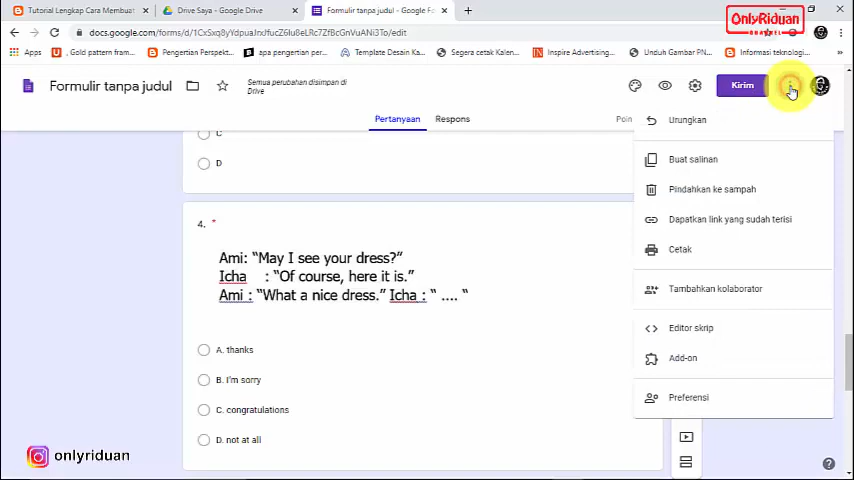 Tutorial Lengkap Cara Membuat
Drive Saya - Google Drive
Formulir tanpa judul - Google Fo
OnlyRiduan
docs.google.com/forms/d/1CxSxq8yYdpuaJnxfucZ6lu8eLRc7ZfBcGnVuANi3Mto/edit
Apps
, Gold pattern fram...
Pengertian Perspekt...
apa pengertian per...
Template Desain Ka...
Segera cetak Kalend...
Inspire Advertising...
Unduh Gambar PN...
Informasi teknologi...
Formulir tanpa judul
Semua perubahan disimpan di
Drive
Kirim
Pertanyaan
Respons
Poin
Urungkan
Buat salinan
Pindahkan ke sampah
Dapatkan link yang sudah terisi
Cetak
Tambahkan kolaborator
Editor skrip
Add-on
Preferensi
C
D
4. *
Ami: “May I see your dress?”
Icha : “Of course, here it is.”
Ami : “What a nice dress.” Icha : “ .... “
A. thanks
B. I'm sorry
C. congratulations
D. not at all
onlyriduan